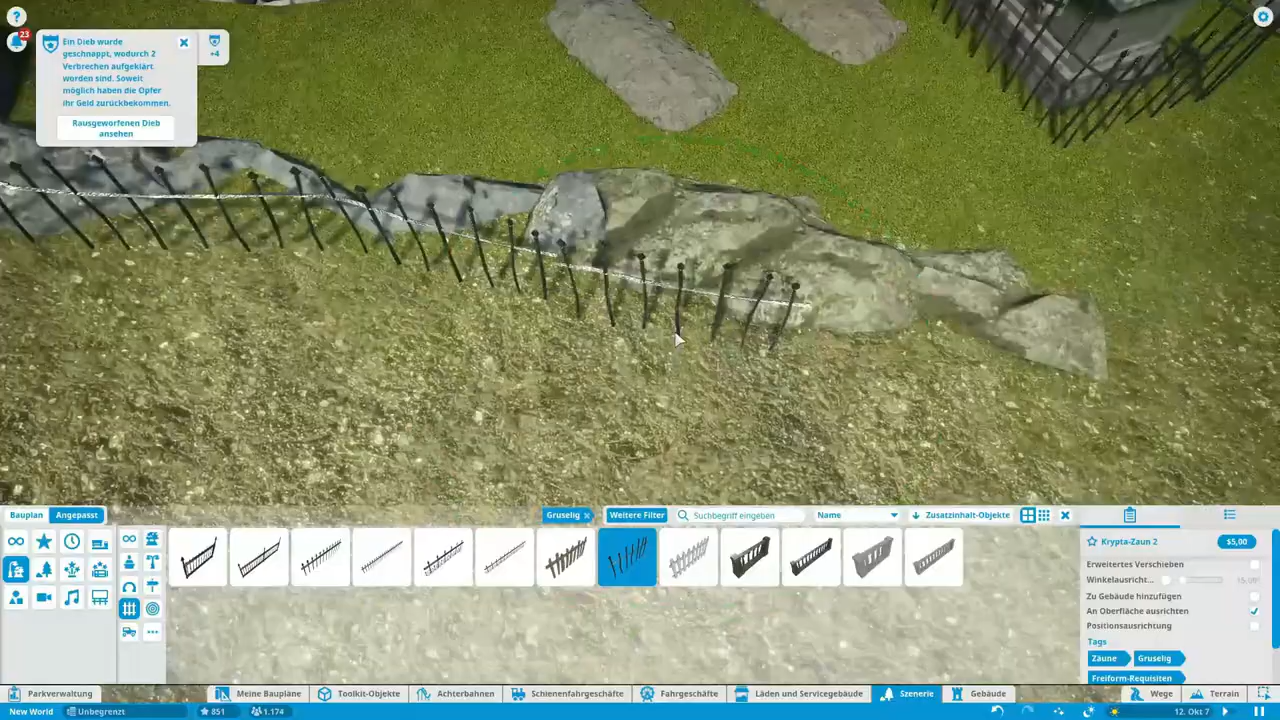 ?
23
Ein Dieb wurde
geschnappt, wodurch 2
Verbrechen aufgeklärt
worden sind. Soweit
möglich haben die Opfer
ihr Geld zurückbekommen.
+4
Rausgeworfenen Dieb
ansehen
Bauplan Angepasst
Gruselig × Weitere Filter Suchbegriff eingeben Name Zusatzinhalt-Objekte
Krypta-Zaun 2 $5,00
Erweitertes Verschieben
Winkelausricht...
Zu Gebäude hinzufügen
An Oberfläche ausrichten
Positionsausrichtung
Tags
Zäune Gruselig
Freiform-Requisiten
Parkverwaltung Meine Baupläne Toolkit-Objekte Achterbahnen Schienenfahrgeschäfte Fahrgeschäfte Läden und Servicegebäude Szenerie Gebäude Wege Terrain
New World Unbegrenzt 851 1.174 12. Okt 7